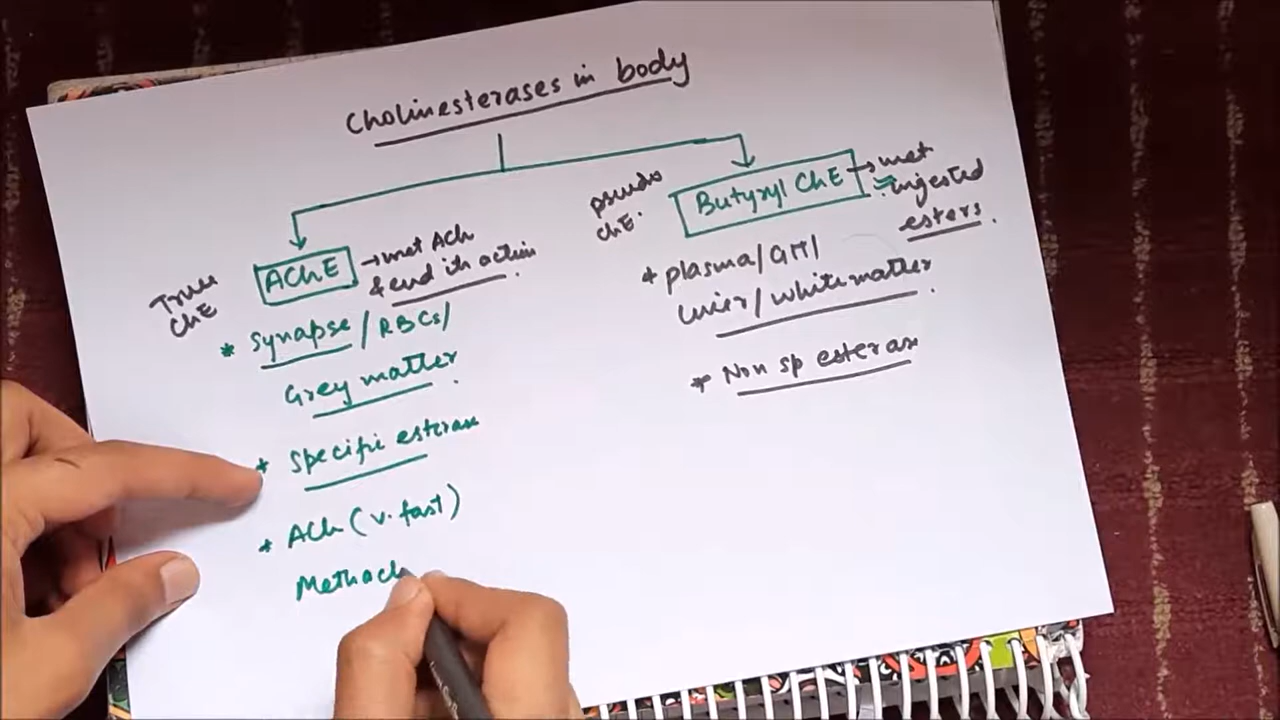 Cholinesterases in body
True
ChE
AChE
→ met Ach
& end its action.
* Synapse / RBCs /
Grey matter.
* Specific esterase
* ACh (v. fast)
Methach
pseudo
ChE.
Butyryl ChE
→ met
ingested
esters.
* plasma / GIT /
Liver / white matter.
* Non sp esterase